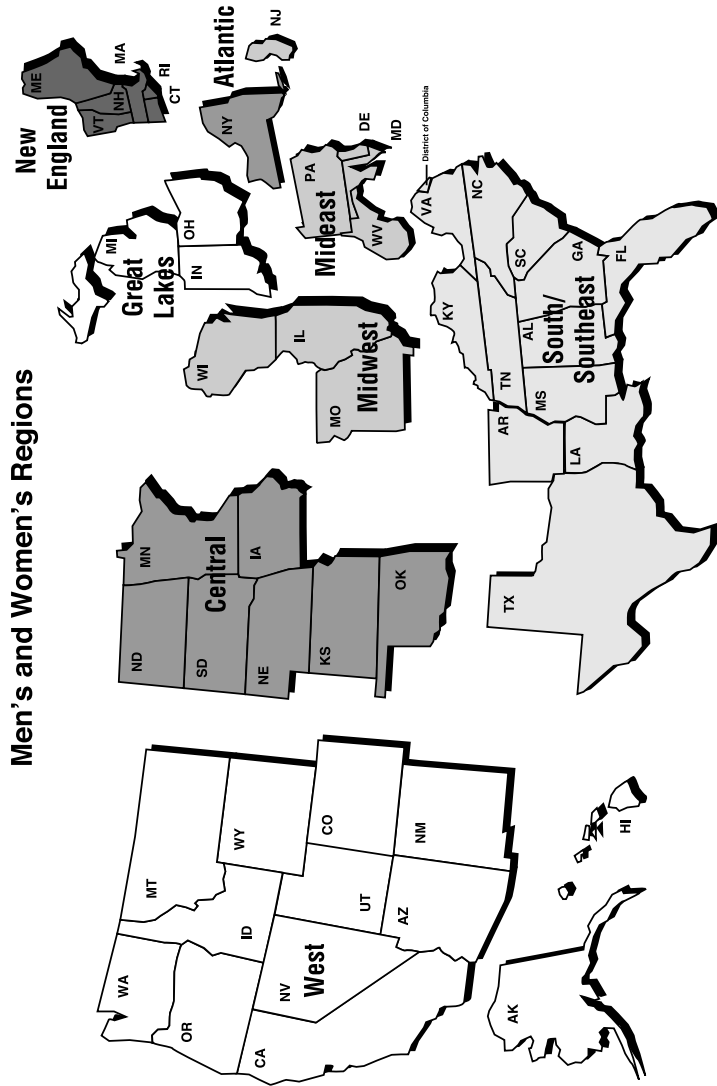 Men's and Women's Regions
WA
OR
CA
NV
ID
MT
WY
UT
CO
AZ
NM
West
AK
HI
ND
SD
NE
KS
OK
MN
IA
Central
TX
WI
IL
MO
Midwest
MI
OH
IN
Great
Lakes
ME
VT
NH
MA
RI
CT
New
England
NY
NJ
Atlantic
PA
WV
DE
MD
Mideast
District of Columbia
VA
NC
SC
GA
FL
KY
TN
AL
MS
AR
LA
South/
Southeast